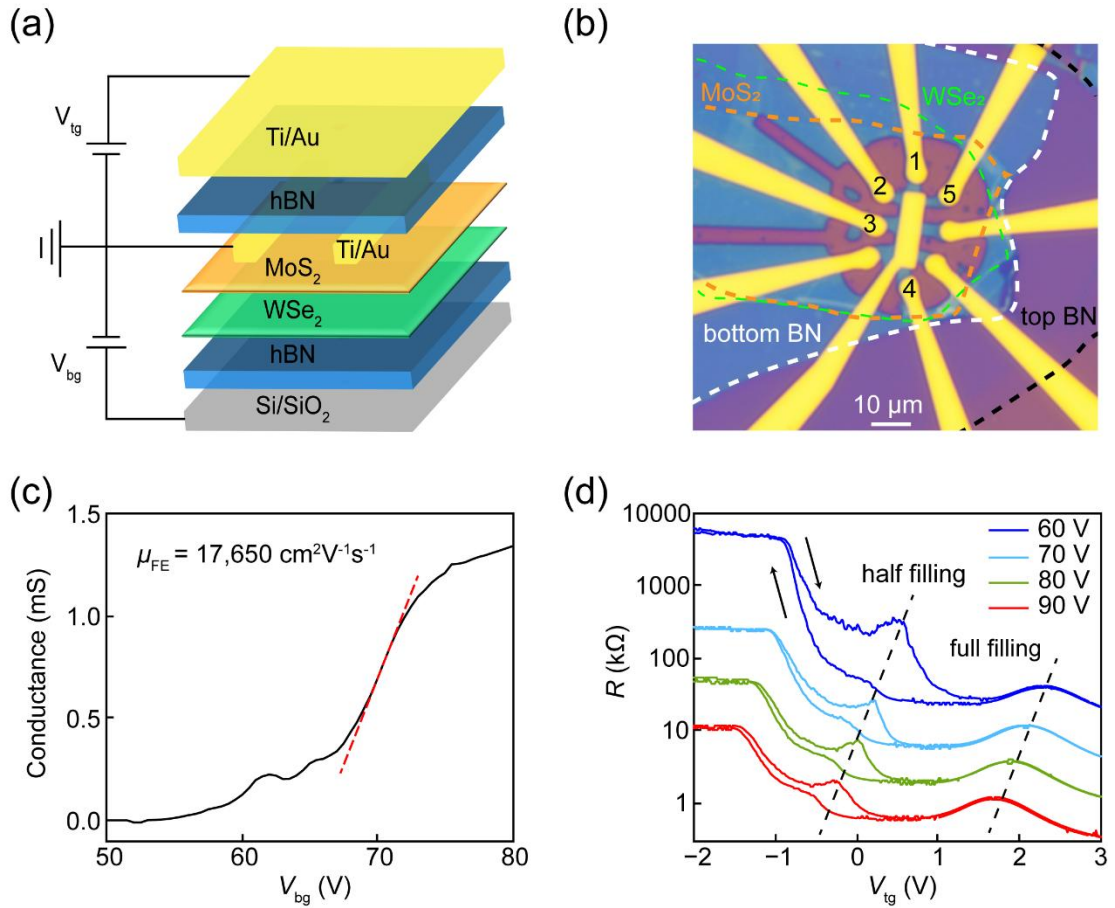 (a)
V_tg
Ti/Au
hBN
Ti/Au
MoS₂
WSe₂
hBN
V_bg
Si/SiO₂
(b)
MoS₂
WSe₂
1
2
5
3
4
bottom BN
top BN
10 μm
(c)
Conductance (mS)
1.5
1.0
0.5
0.0
μ_FE = 17,650 cm²V⁻¹s⁻¹
50
60
70
80
V_bg (V)
(d)
R (kΩ)
10000
1000
100
10
1
half filling
full filling
60 V
70 V
80 V
90 V
−2
−1
0
1
2
3
V_tg (V)